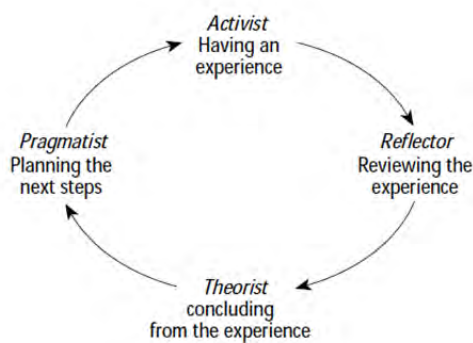 Activist
Having an
experience
Pragmatist
Planning the
next steps
Reflector
Reviewing the
experience
Theorist
concluding
from the experience